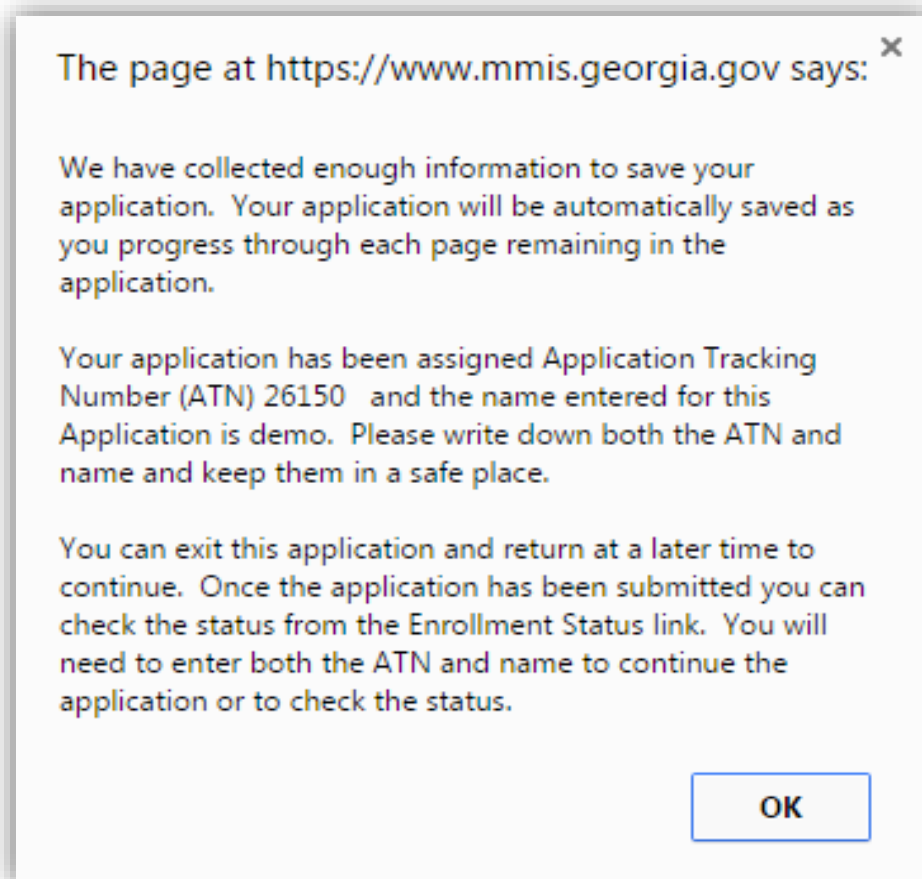 The page at https://www.mmis.georgia.gov says:
We have collected enough information to save your
application.  Your application will be automatically saved as
you progress through each page remaining in the
application.
Your application has been assigned Application Tracking
Number (ATN) 26150   and the name entered for this
Application is demo.  Please write down both the ATN and
name and keep them in a safe place.
You can exit this application and return at a later time to
continue.  Once the application has been submitted you can
check the status from the Enrollment Status link.  You will
need to enter both the ATN and name to continue the
application or to check the status.
OK